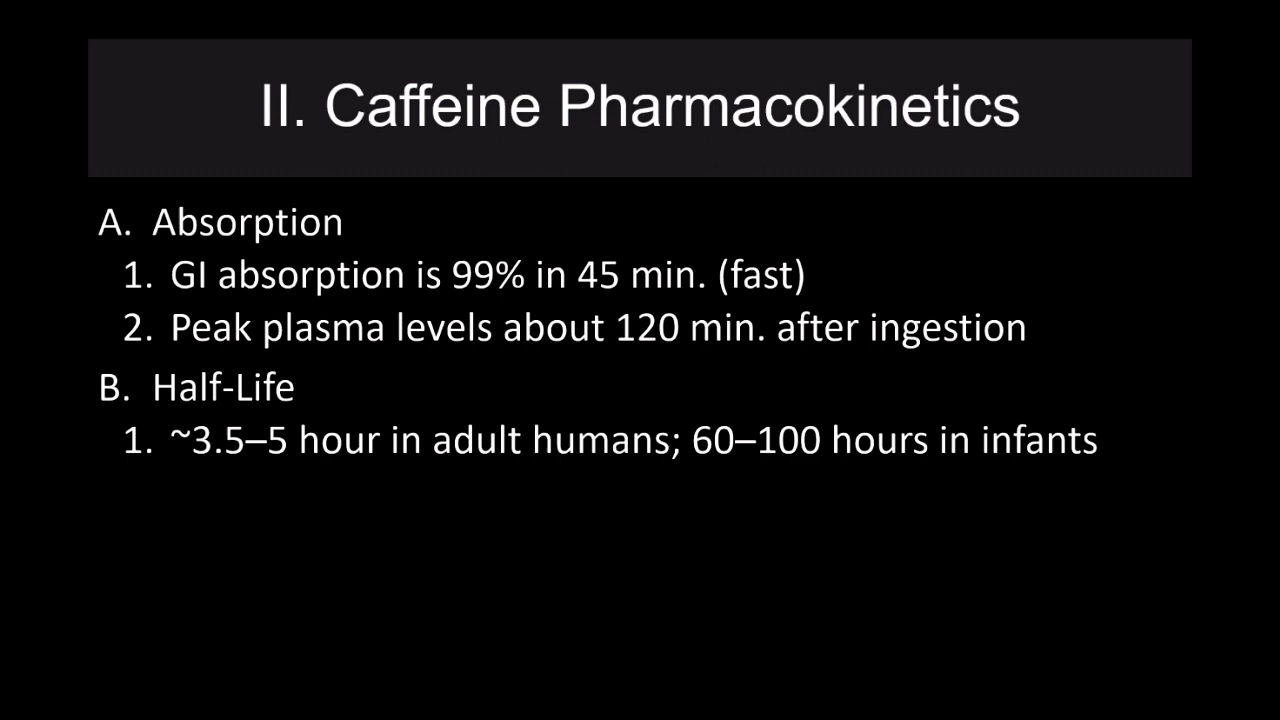 II. Caffeine Pharmacokinetics
A. Absorption
1. GI absorption is 99% in 45 min. (fast)
2. Peak plasma levels about 120 min. after ingestion
B. Half-Life
1. ~3.5–5 hour in adult humans; 60–100 hours in infants